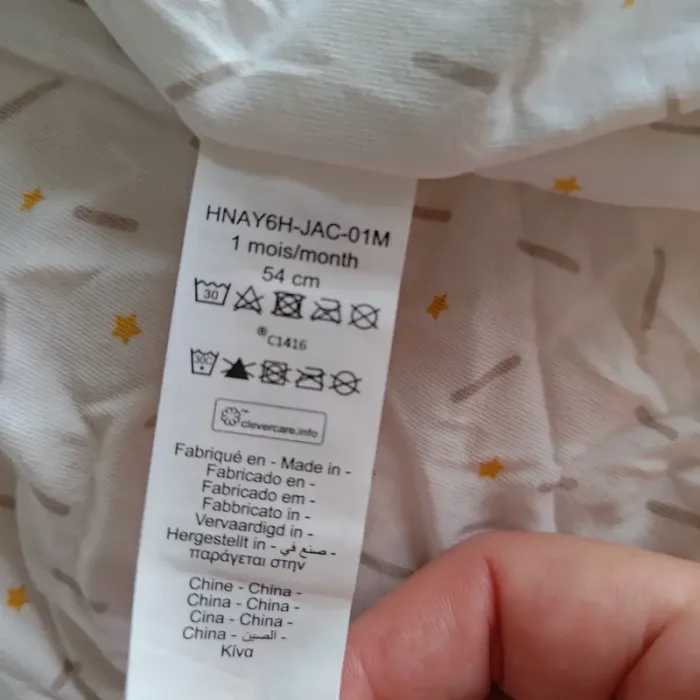 HNAY6H-JAC-01M
1 mois/month
54 cm
30
®C1416
30C
™clevercare.info
Fabriqué en - Made in -
Fabricado en -
Fabricado em -
Fabbricato in -
Vervaardigd in -
Hergestellt in - صنع في -
παράγεται στην
Chine - China -
China - China -
Cina - China -
China - الصين -
Κίνα